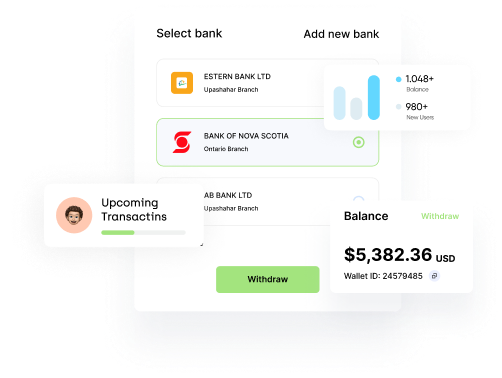 Select bank
Add new bank
ESTERN BANK LTD
Upashahar Branch
1.048+
Balance
980+
New Users
BANK OF NOVA SCOTIA
Ontario Branch
AB BANK LTD
Upashahar Branch
Upcoming
Transactins
Balance
Withdraw
$5,382.36 USD
Wallet ID: 24579485
Withdraw